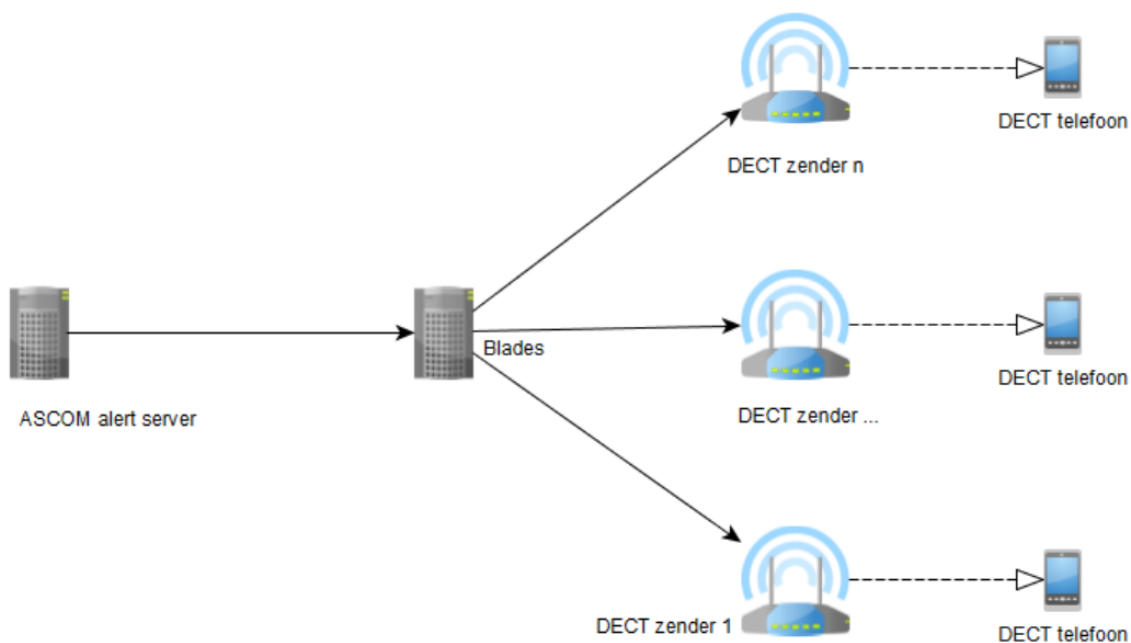 DECT telefoon
DECT zender n
Blades
DECT telefoon
ASCOM alert server
DECT zender ...
DECT zender 1
DECT telefoon